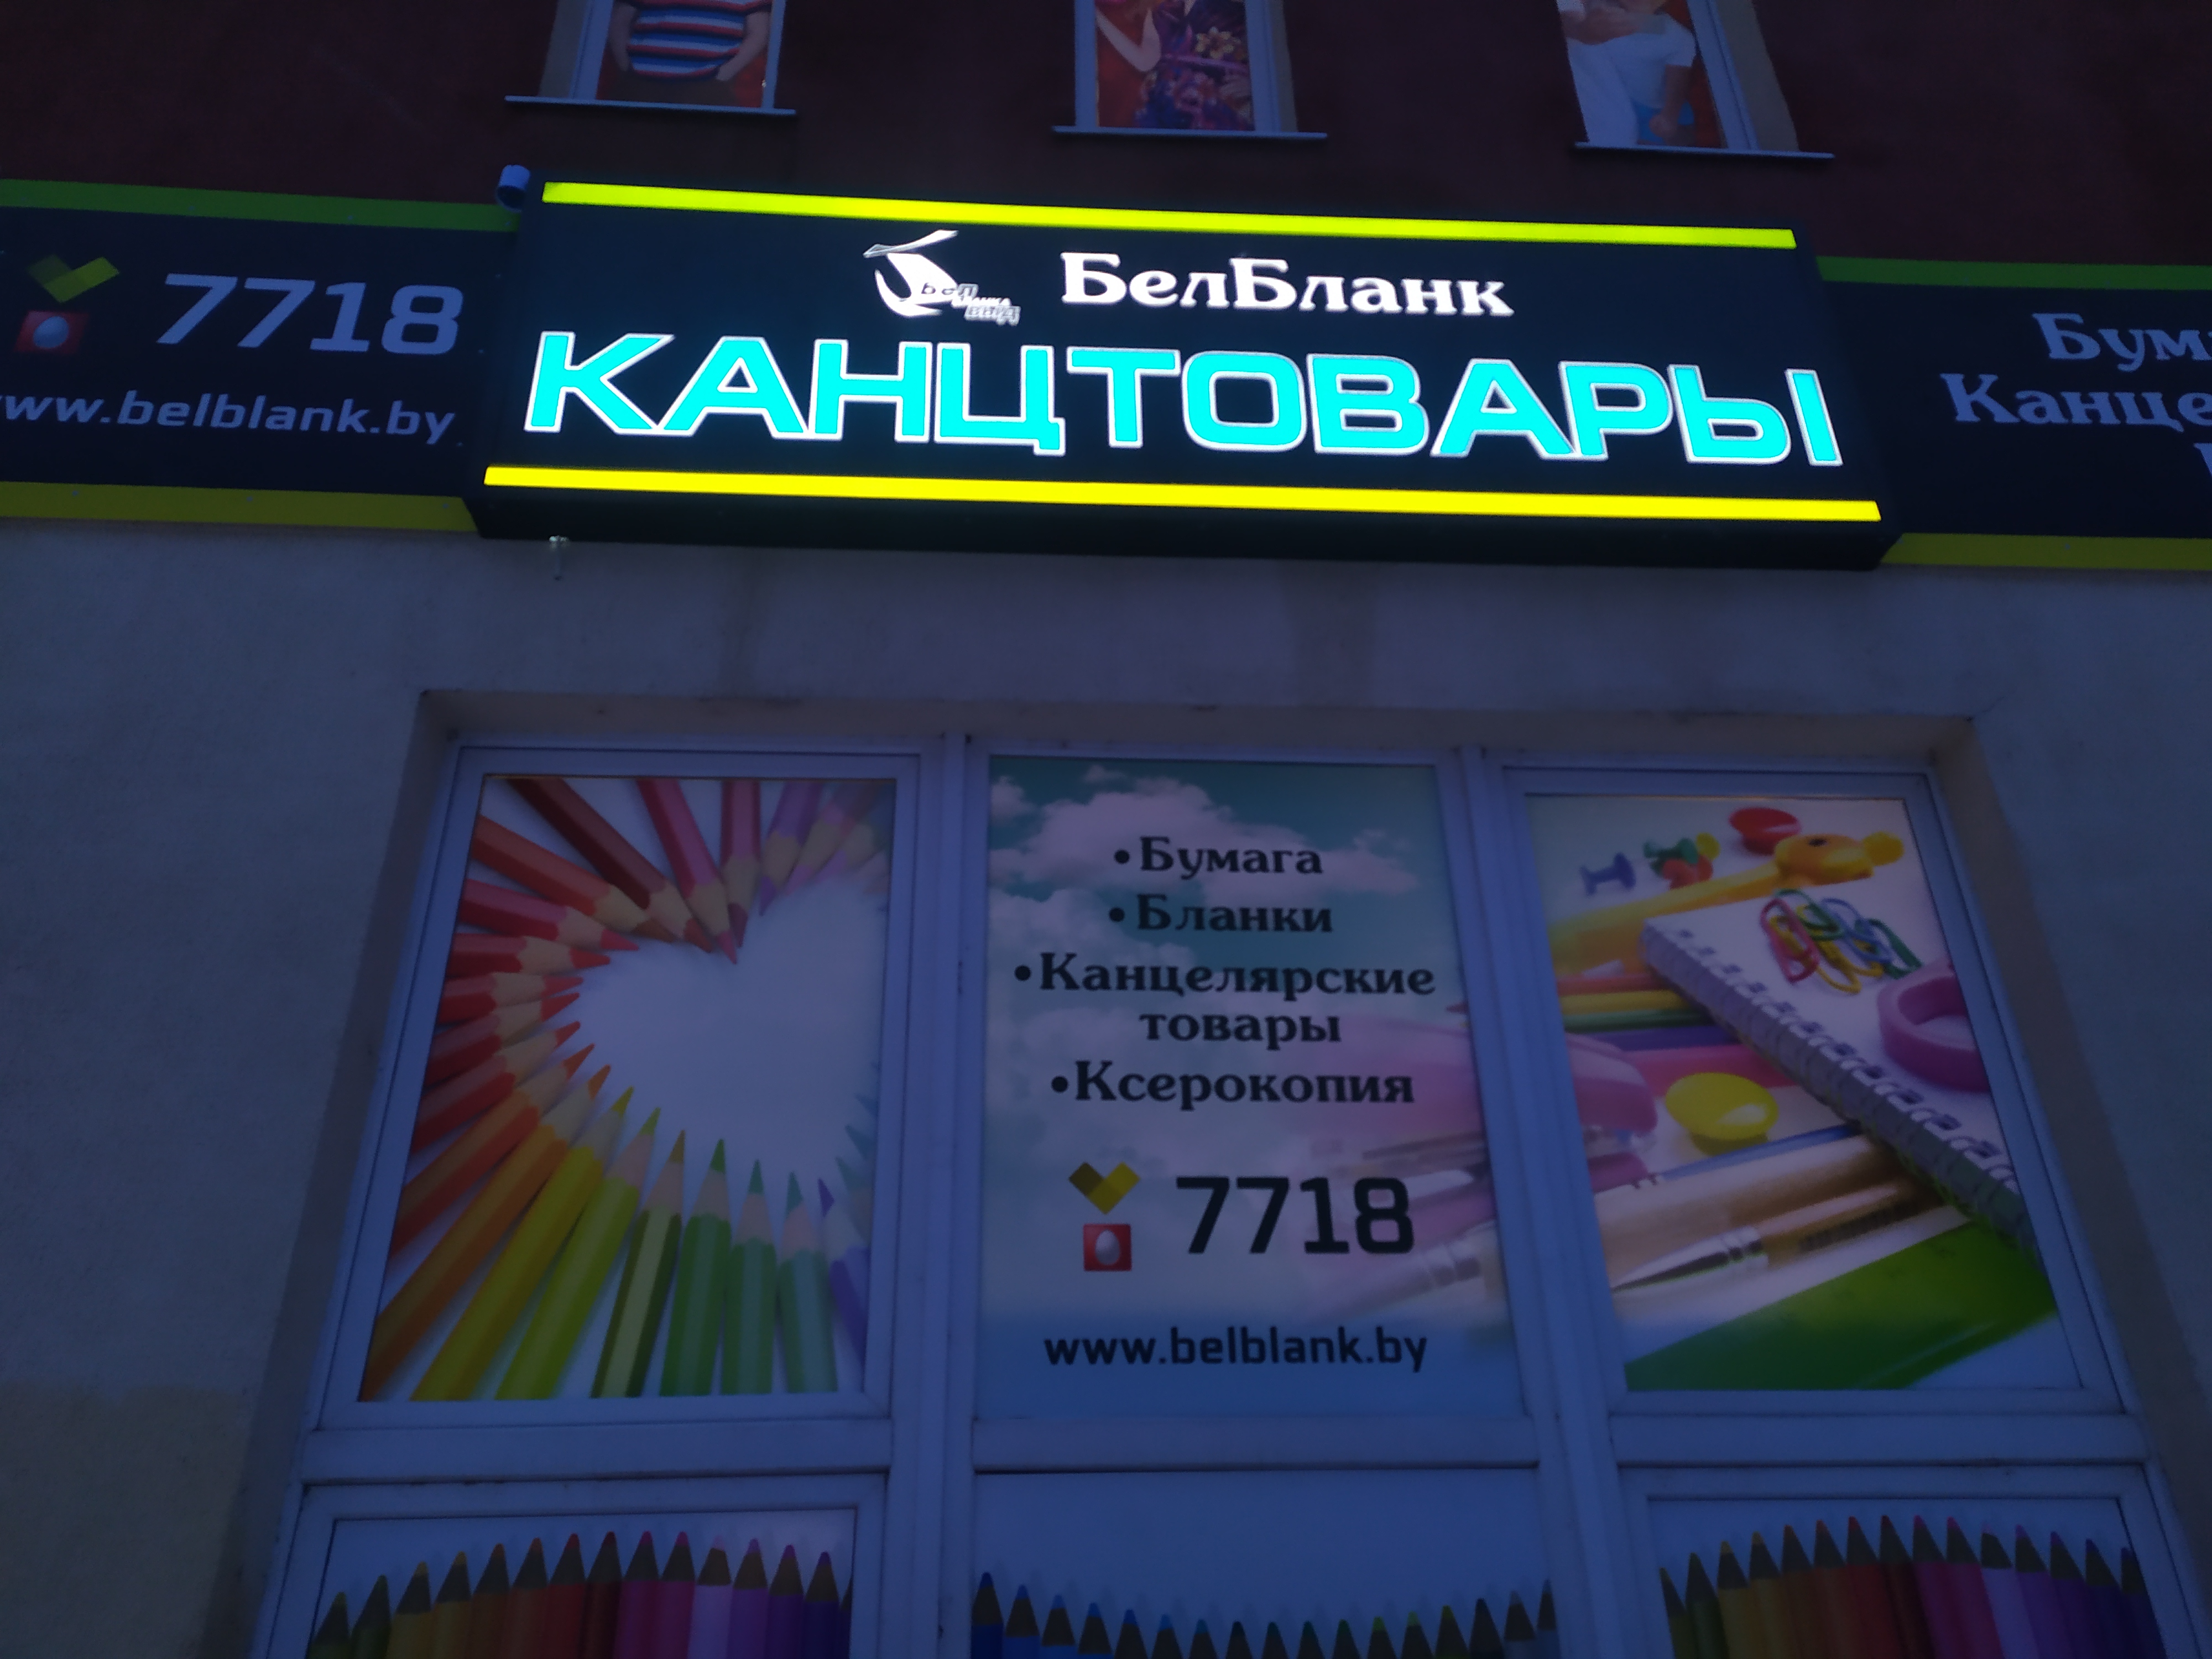 БелБланк
КАНЦТОВАРЫ
7718
www.belblank.by
•Бумага
•Бланки
•Канцелярские
товары
•Ксерокопия
7718
www.belblank.by